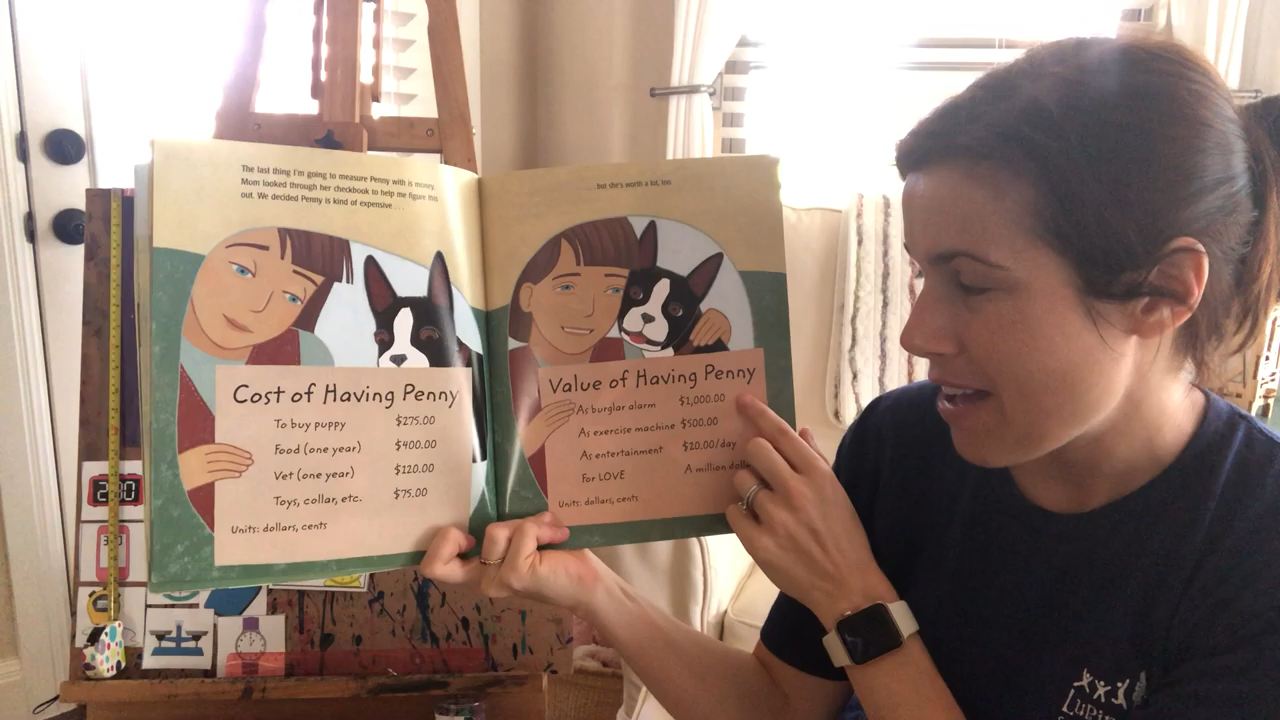 The last thing I'm going to measure Penny with is money.
Mom looked through her checkbook to help me figure this
out. We decided Penny is kind of expensive . . .
Cost of Having Penny
To buy puppy $275.00
Food (one year) $400.00
Vet (one year) $120.00
Toys, collar, etc. $75.00
Units: dollars, cents
. . . but she's worth a lot, too.
Value of Having Penny
As burglar alarm $1,000.00
As exercise machine $500.00
As entertainment $20.00/day
For LOVE A million
Units: dollars, cents
2:00